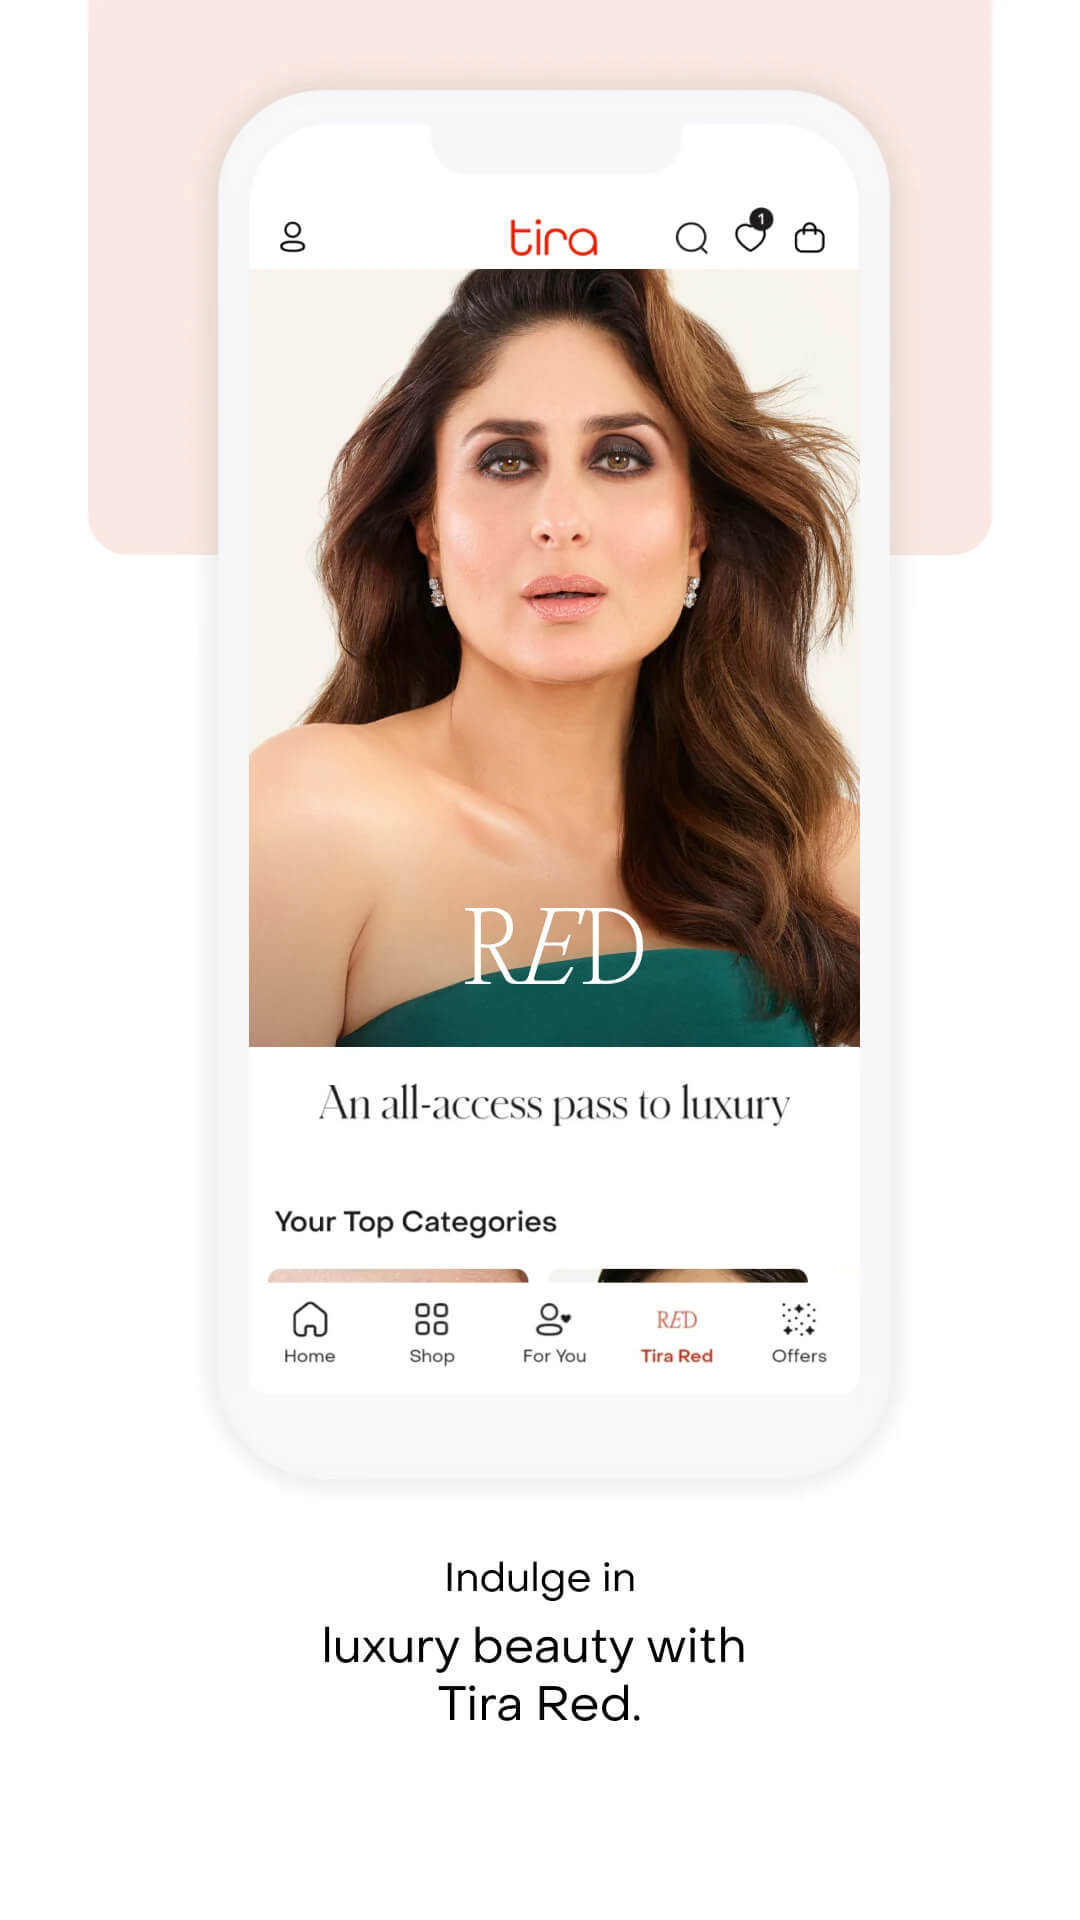 tira
1
RED
An all-access pass to luxury
Your Top Categories
RED
Home
Shop
For You
Tira Red
Offers
Indulge in
luxury beauty with
Tira Red.